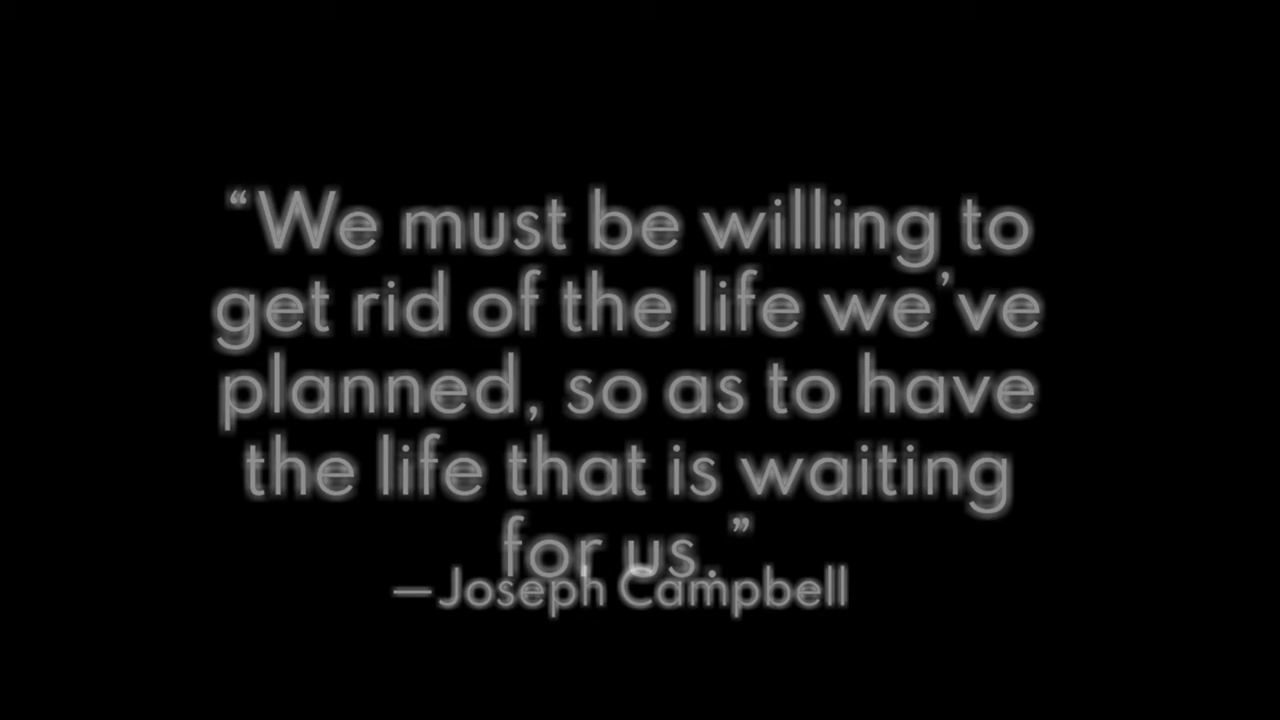 “We must be willing to
get rid of the life we’ve
planned, so as to have
the life that is waiting
for us.”
—Joseph Campbell